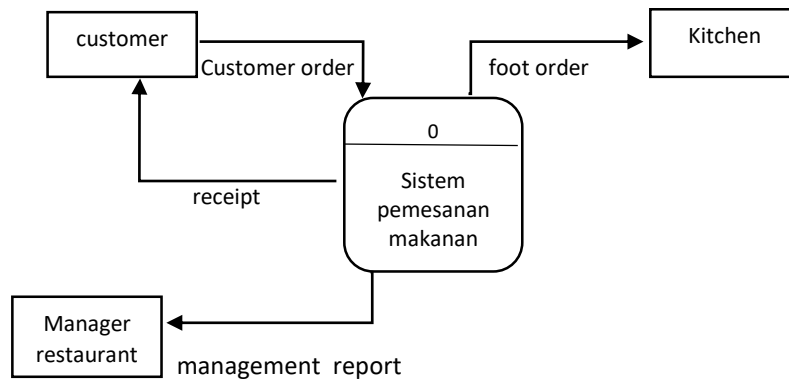 customer
Kitchen
Customer order
foot order
0
Sistem
pemesanan
makanan
receipt
Manager
restaurant
management report